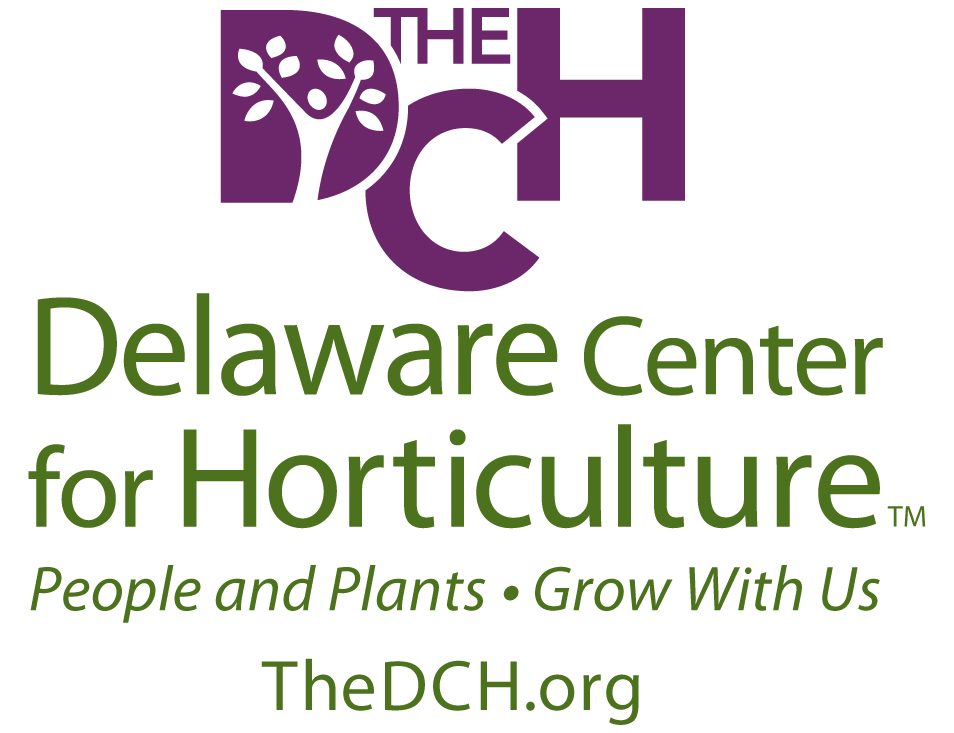 THE
DCH
Delaware Center
for Horticulture™
People and Plants • Grow With Us
TheDCH.org